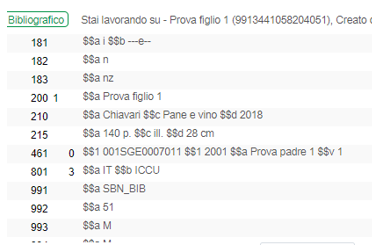 Bibliografico Stai lavorando su - Prova figlio 1 (9913441058204051), Creato
181 $$a i $$b ---e--
182 $$a n
183 $$a nz
200 1 $$a Prova figlio 1
210 $$a Chiavari $$c Pane e vino $$d 2018
215 $$a 140 p. $$c ill. $$d 28 cm
461 0 $$1 001SGE0007011 $$1 2001 $$a Prova padre 1 $$v 1
801 3 $$a IT $$b ICCU
991 $$a SBN_BIB
992 $$a 51
993 $$a M